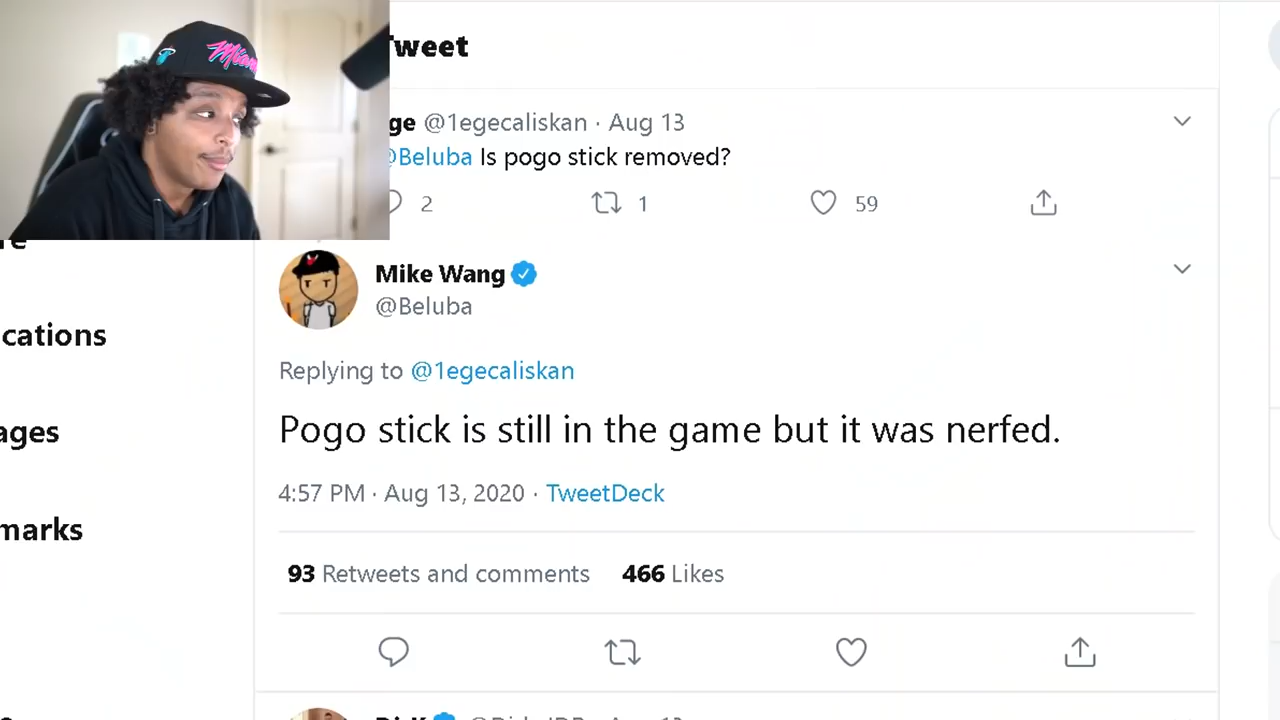 Miami
Tweet
ge @1egecaliskan · Aug 13
@Beluba Is pogo stick removed?
2 1 59
Mike Wang
@Beluba
cations
Replying to @1egecaliskan
ages
Pogo stick is still in the game but it was nerfed.
4:57 PM · Aug 13, 2020 · TweetDeck
marks
93 Retweets and comments 466 Likes